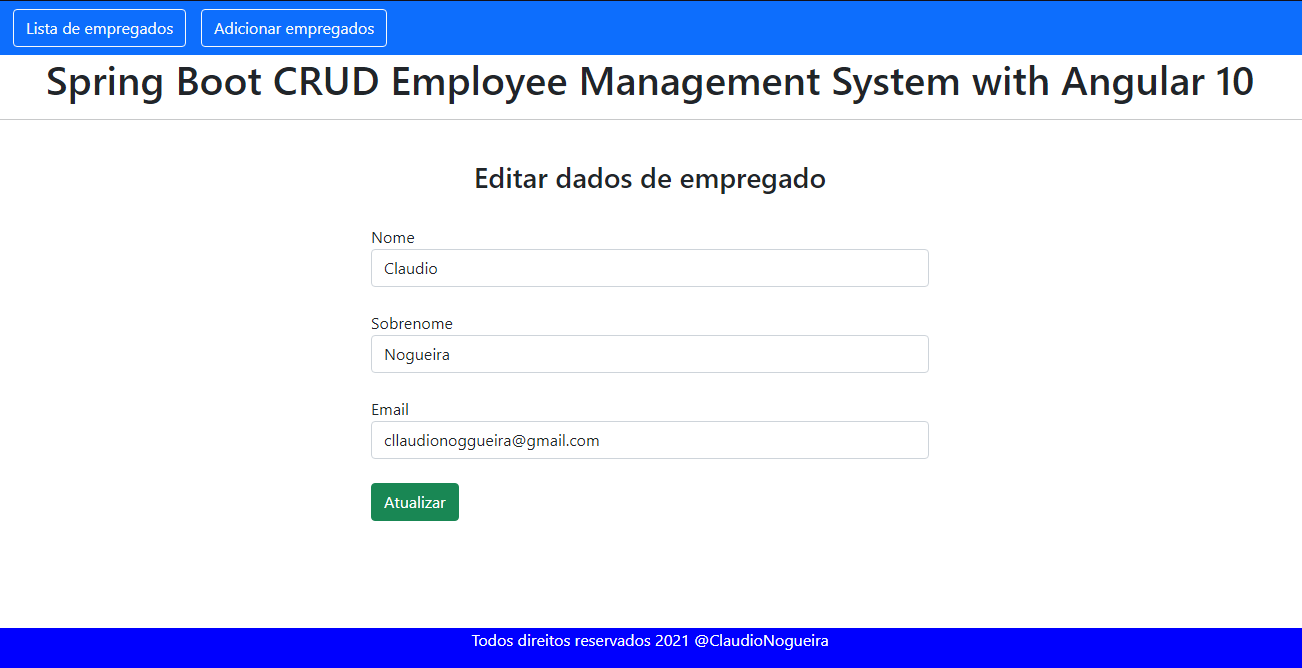 Lista de empregados Adicionar empregados
Spring Boot CRUD Employee Management System with Angular 10
Editar dados de empregado
Nome
Claudio
Sobrenome
Nogueira
Email
cllaudionoggueira@gmail.com
Atualizar
Todos direitos reservados 2021 @ClaudioNogueira